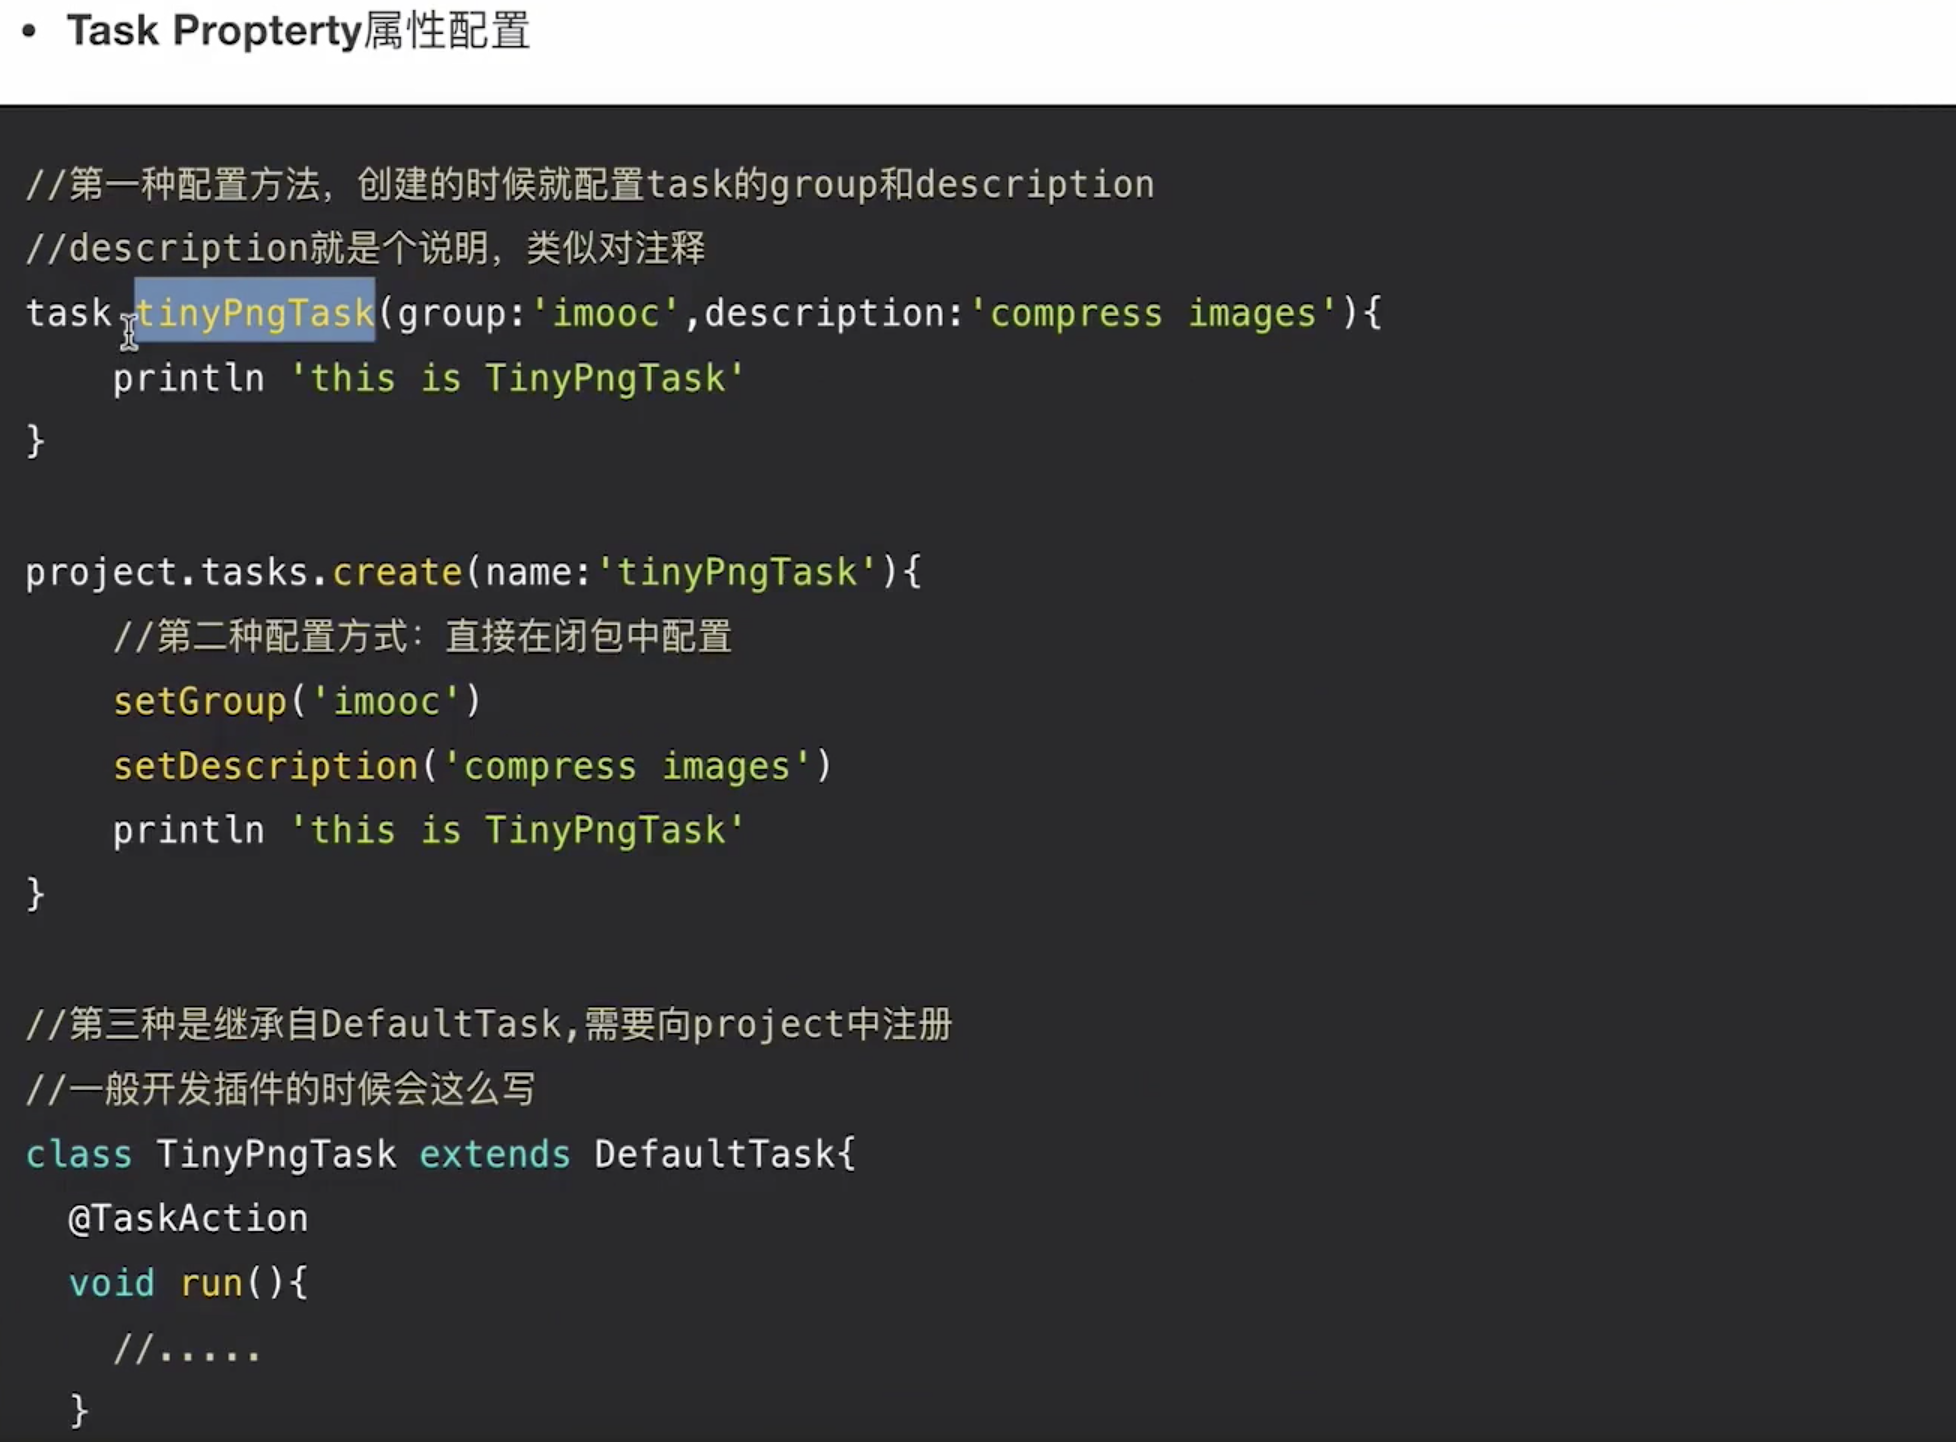 • Task Propterty属性配置
//第一种配置方法，创建的时候就配置task的group和description
//description就是个说明，类似对注释
task tinyPngTask(group:'imooc',description:'compress images'){
    println 'this is TinyPngTask'
}
project.tasks.create(name:'tinyPngTask'){
    //第二种配置方式：直接在闭包中配置
    setGroup('imooc')
    setDescription('compress images')
    println 'this is TinyPngTask'
}
//第三种是继承自DefaultTask,需要向project中注册
//一般开发插件的时候会这么写
class TinyPngTask extends DefaultTask{
  @TaskAction
  void run(){
    //.....
  }